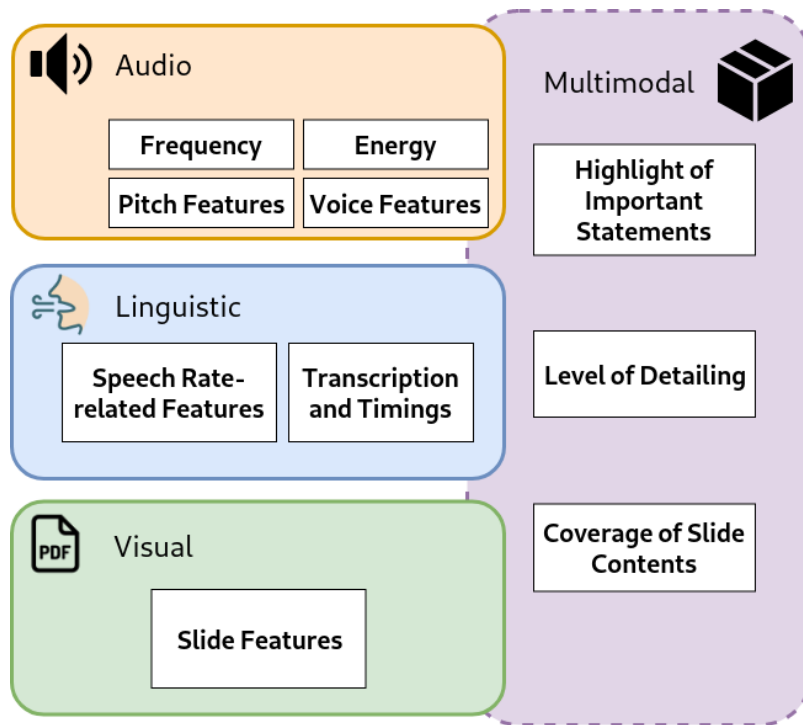 Audio
Frequency
Energy
Pitch Features
Voice Features
Linguistic
Speech Rate-
related Features
Transcription
and Timings
PDF
Visual
Slide Features
Multimodal
Highlight of
Important
Statements
Level of Detailing
Coverage of Slide
Contents